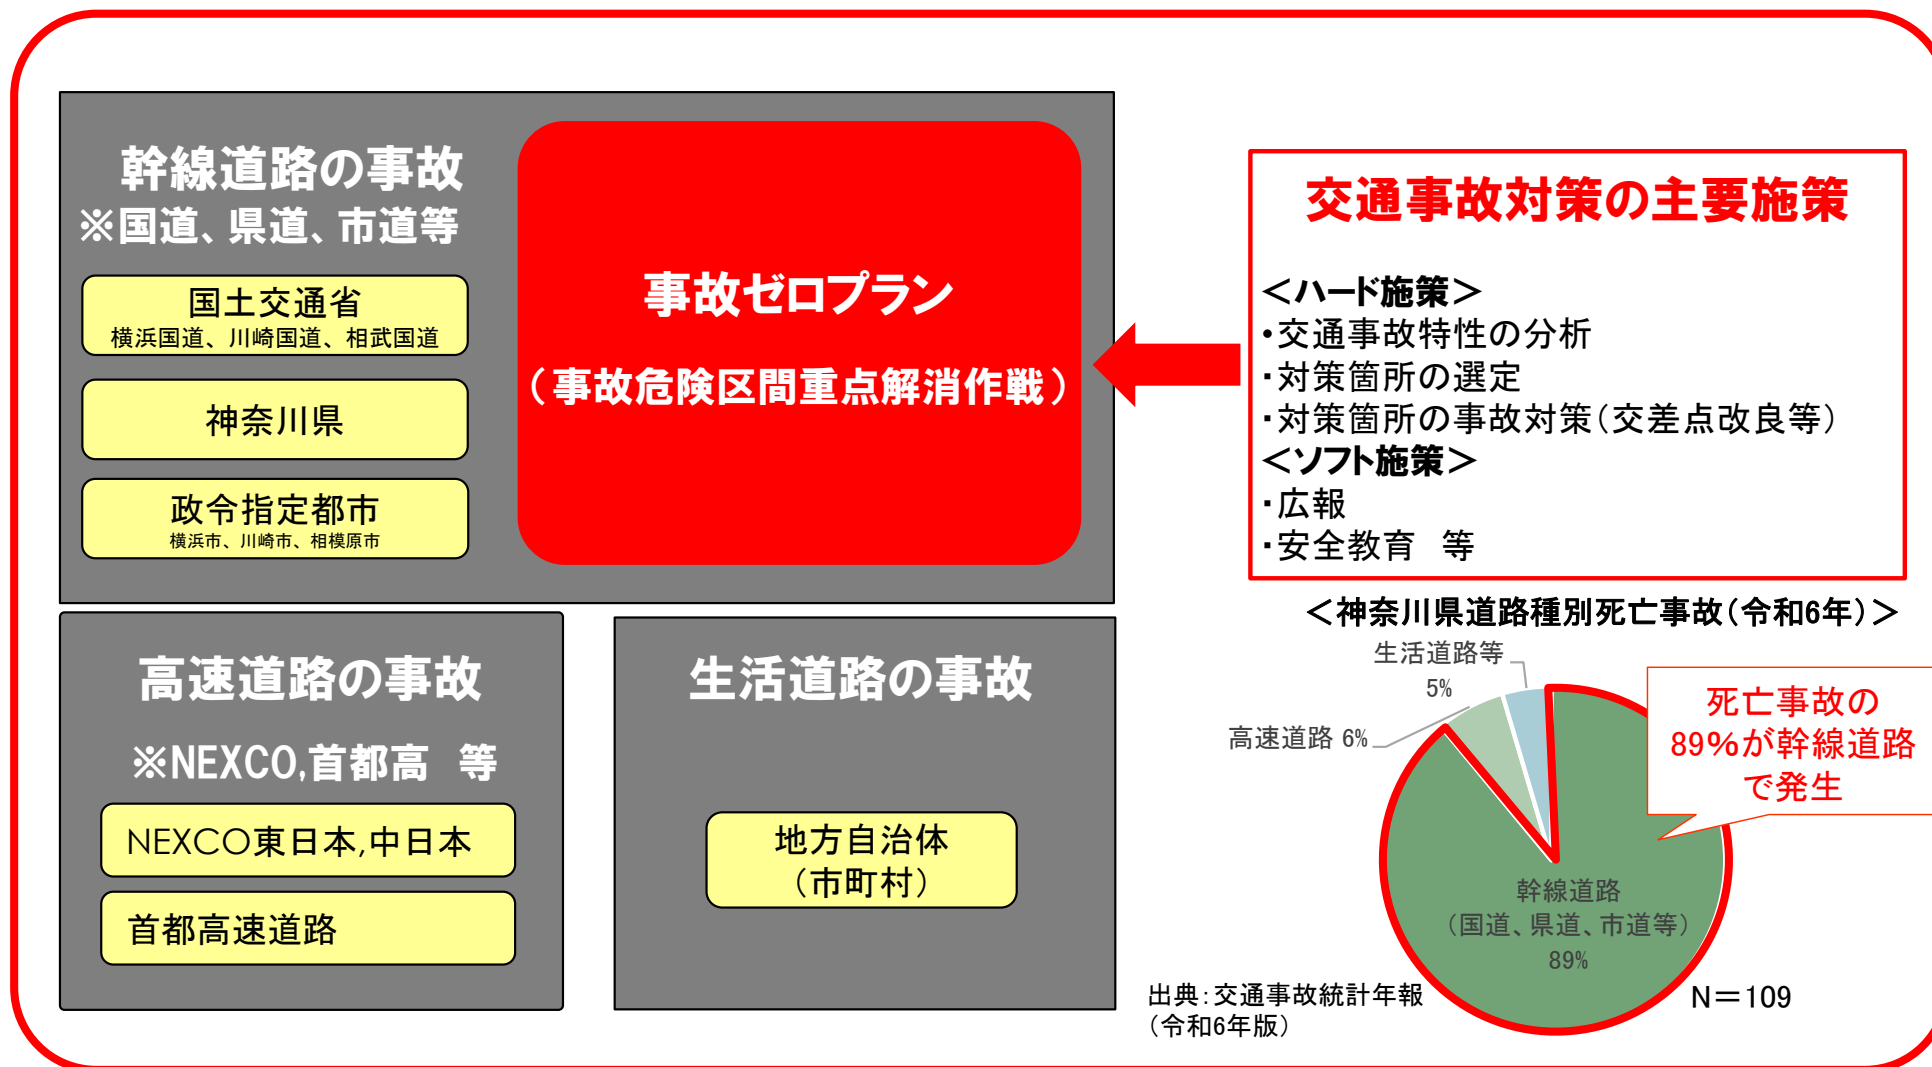 幹線道路の事故
※国道、県道、市道等
国土交通省
横浜国道、川崎国道、相武国道
神奈川県
政令指定都市
横浜市、川崎市、相模原市
事故ゼロプラン
（事故危険区間重点解消作戦）
交通事故対策の主要施策
＜ハード施策＞
・交通事故特性の分析
・対策箇所の選定
・対策箇所の事故対策（交差点改良等）
＜ソフト施策＞
・広報
・安全教育　等
高速道路の事故
※NEXCO,首都高　等
NEXCO東日本,中日本
首都高速道路
生活道路の事故
地方自治体
（市町村）
＜神奈川県道路種別死亡事故（令和6年）＞
生活道路等
5%
高速道路 6%
死亡事故の
89%が幹線道路
で発生
幹線道路
（国道、県道、市道等）
89%
N＝109
出典：交通事故統計年報
（令和6年版）